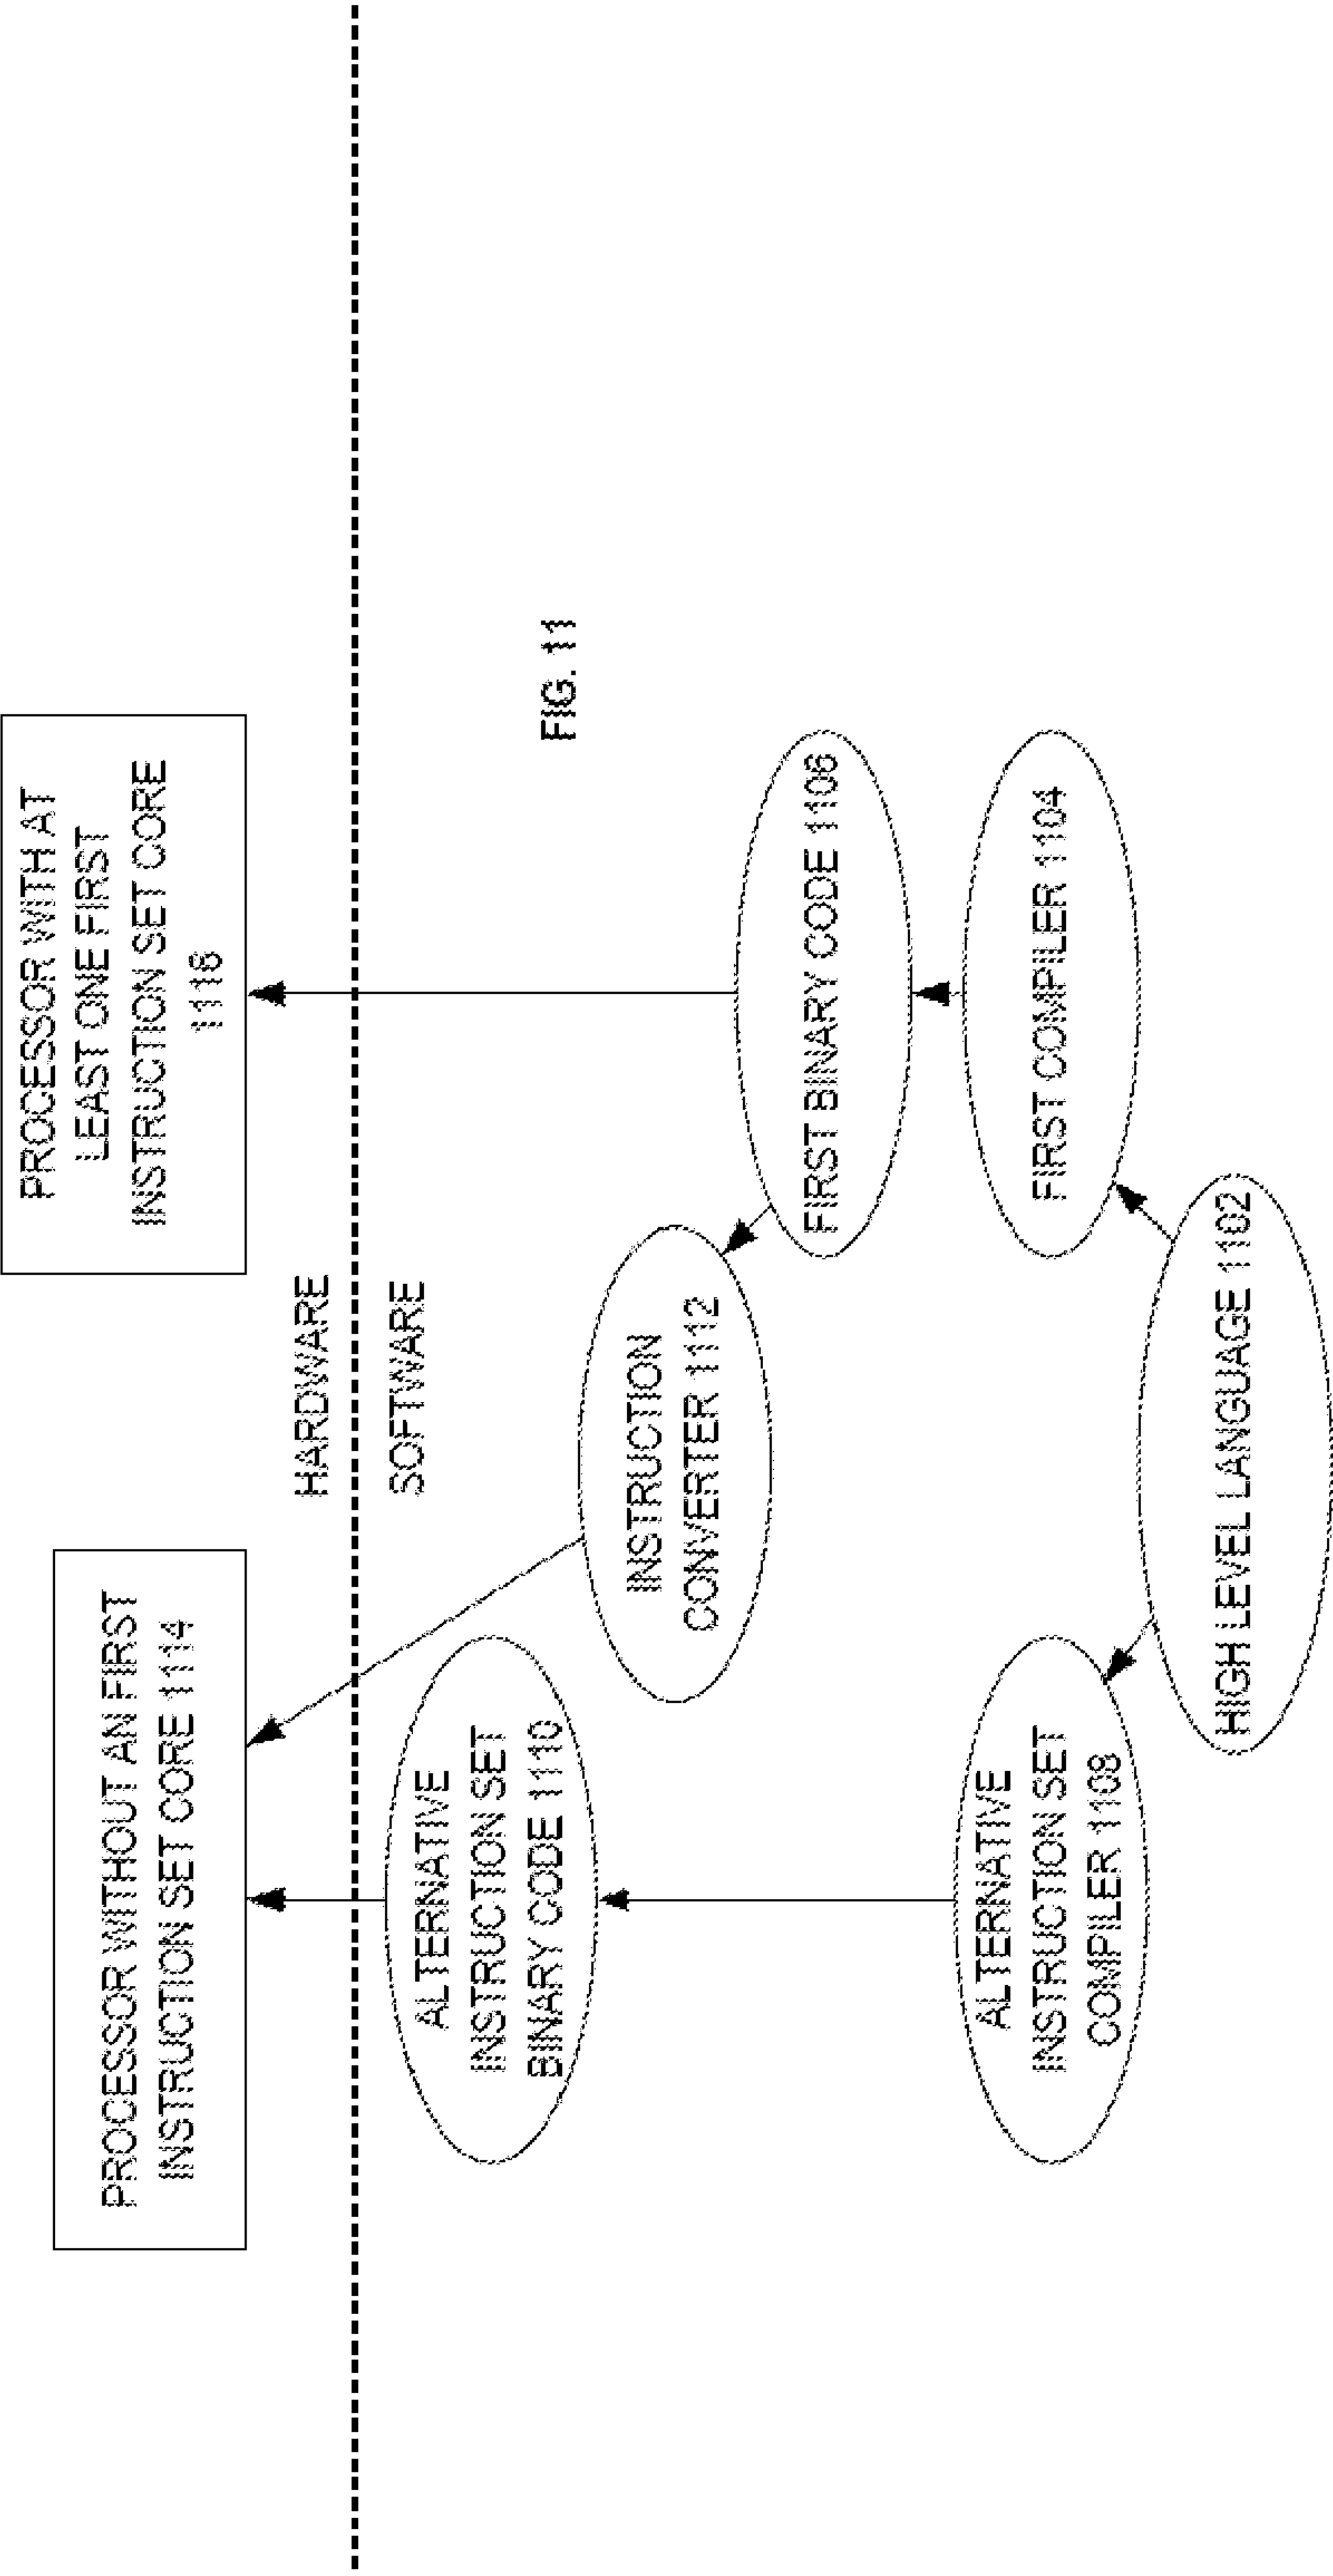 PROCESSOR WITHOUT AN FIRST
INSTRUCTION SET CORE 1114
PROCESSOR WITH AT
LEAST ONE FIRST
INSTRUCTION SET CORE
1116
HARDWARE
SOFTWARE
ALTERNATIVE
INSTRUCTION SET
BINARY CODE 1110
INSTRUCTION
CONVERTER 1112
FIG. 11
FIRST BINARY CODE 1106
ALTERNATIVE
INSTRUCTION SET
COMPILER 1108
FIRST COMPILER 1104
HIGH LEVEL LANGUAGE 1102